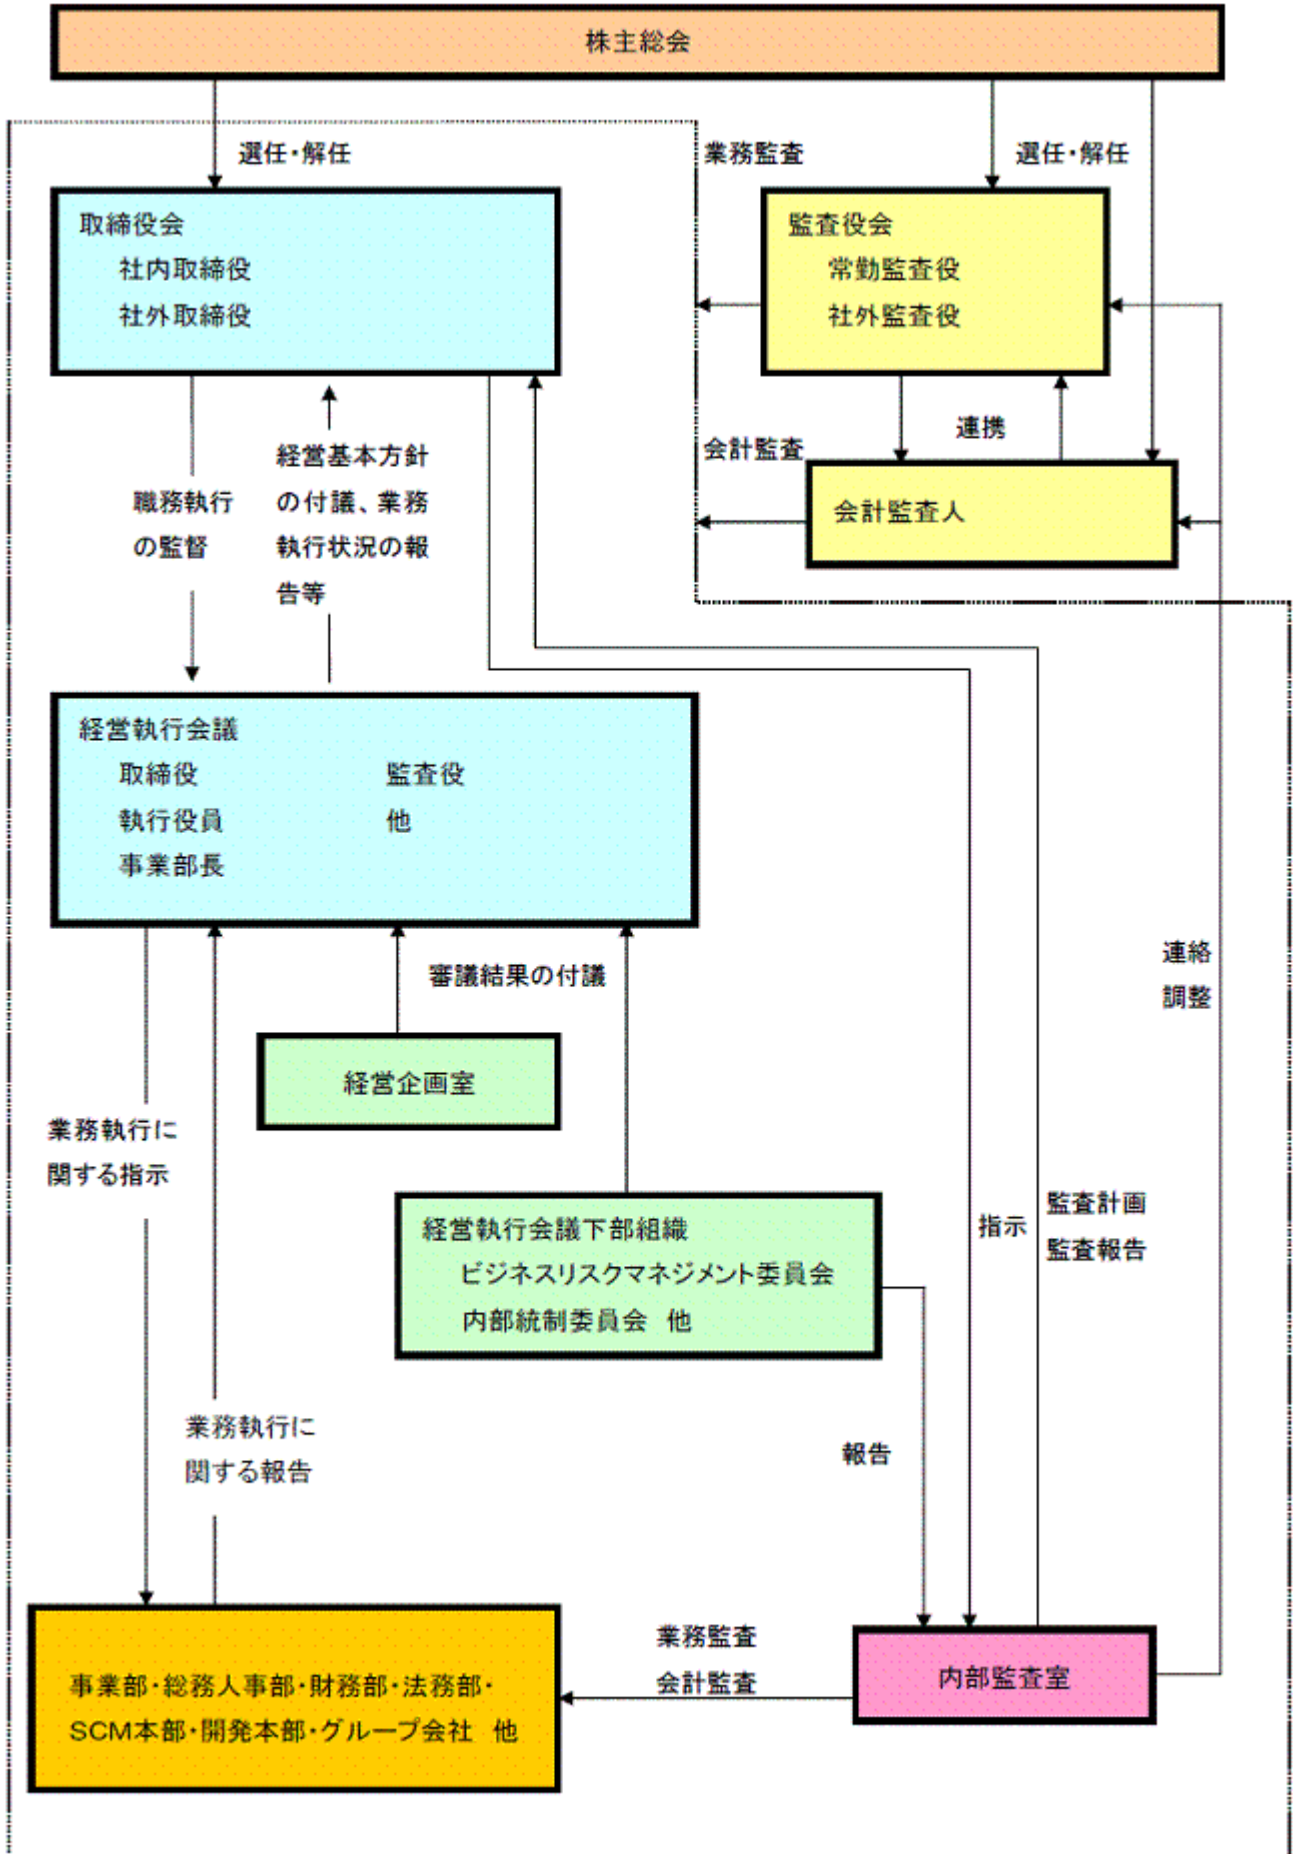 株主総会
選任・解任
業務監査
選任・解任
取締役会
社内取締役
社外取締役
監査役会
常勤監査役
社外監査役
連携
会計監査
会計監査人
職務執行
の監督
経営基本方針
の付議、業務
執行状況の報
告等
経営執行会議
取締役 監査役
執行役員 他
事業部長
審議結果の付議
連絡
調整
経営企画室
業務執行に
関する指示
経営執行会議下部組織
ビジネスリスクマネジメント委員会
内部統制委員会 他
指示
監査計画
監査報告
業務執行に
関する報告
報告
業務監査
会計監査
内部監査室
事業部・総務人事部・財務部・法務部・
SCM本部・開発本部・グループ会社 他